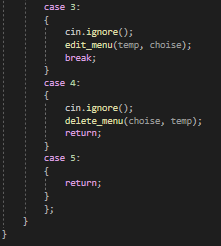 case 3:
{
cin.ignore();
edit_menu(temp, choise);
break;
}
case 4:
{
cin.ignore();
delete_menu(choise, temp);
return;
}
case 5:
{
return;
}
};
}
}